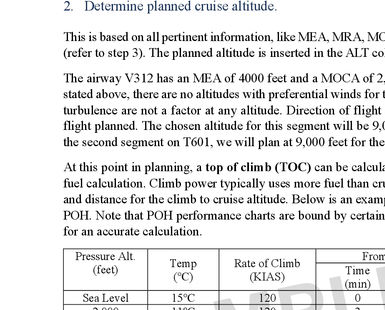 2. Determine planned cruise altitude.
This is based on all pertinent information, like MEA, MRA, MO
(refer to step 3). The planned altitude is inserted in the ALT co
The airway V312 has an MEA of 4000 feet and a MOCA of 2,
stated above, there are no altitudes with preferential winds for t
turbulence are not a factor at any altitude. Direction of flight
flight planned. The chosen altitude for this segment will be 9,0
the second segment on T601, we will plan at 9,000 feet for the
At this point in planning, a top of climb (TOC) can be calcula
fuel calculation. Climb power typically uses more fuel than cru
and distance for the climb to cruise altitude. Below is an examp
POH. Note that POH performance charts are bound by certain
for an accurate calculation.
Pressure Alt. (feet) Temp (°C) Rate of Climb (KIAS) From
Time (min)
Sea Level 15°C 120 0
2,000 11°C 120